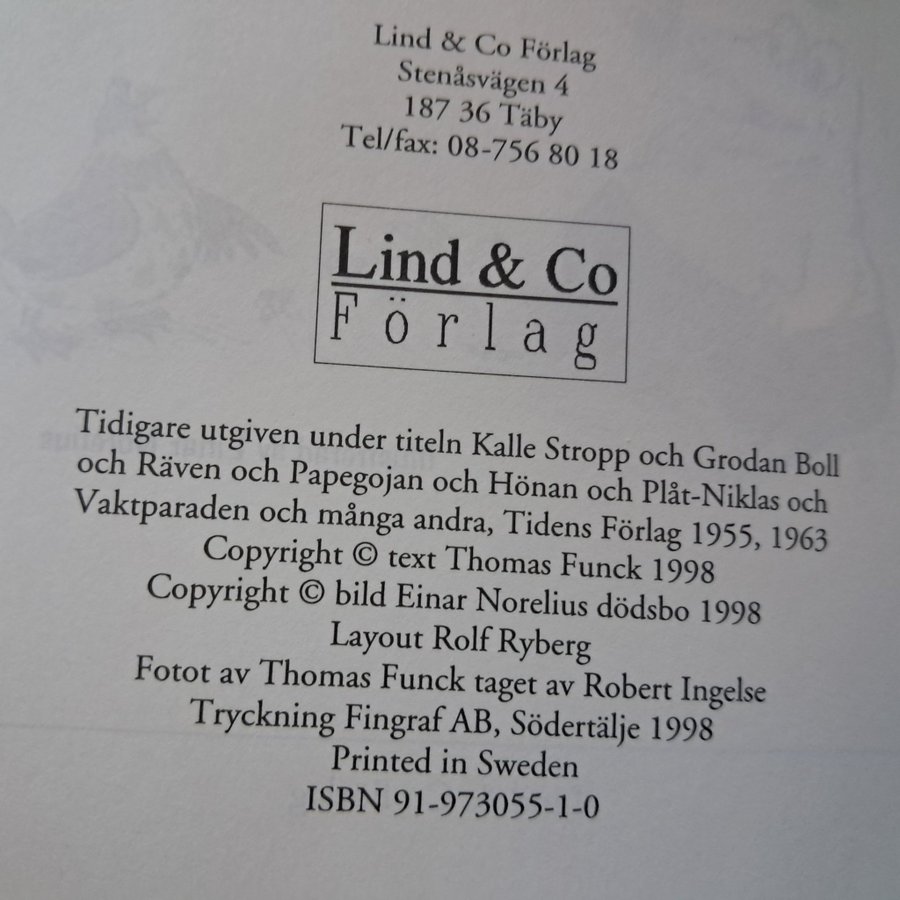 Lind & Co Förlag
Stenåsvägen 4
187 36 Täby
Tel/fax: 08-756 80 18
Lind & Co
Förlag
Tidigare utgiven under titeln Kalle Stropp och Grodan Boll
och Räven och Papegojan och Hönan och Plåt-Niklas och
Vaktparaden och många andra, Tidens Förlag 1955, 1963
Copyright © text Thomas Funck 1998
Copyright © bild Einar Norelius dödsbo 1998
Layout Rolf Ryberg
Fotot av Thomas Funck taget av Robert Ingelse
Tryckning Fingraf AB, Södertälje 1998
Printed in Sweden
ISBN 91-973055-1-0